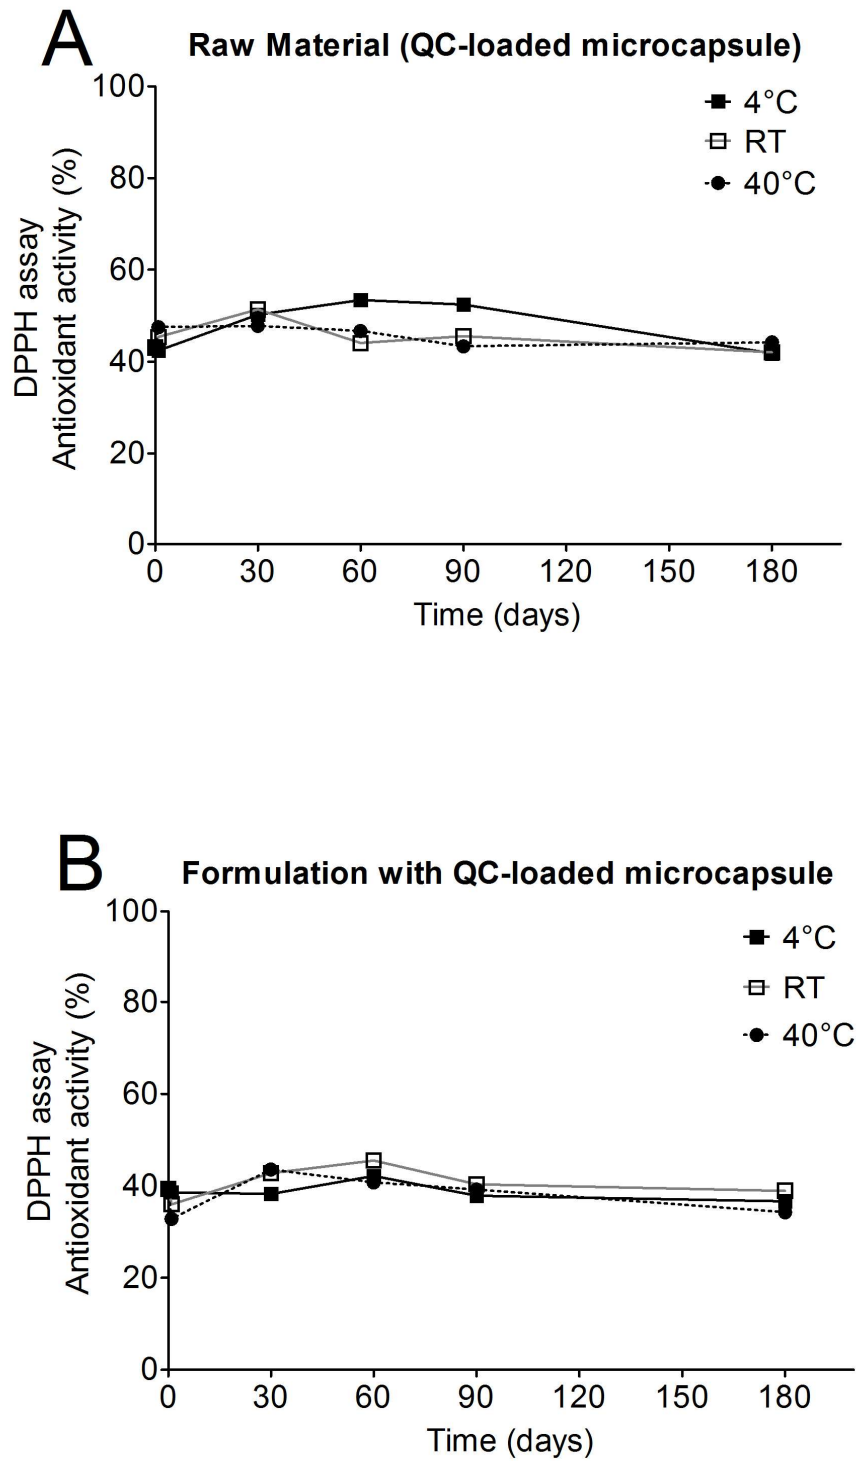 A
Raw Material (QC-loaded microcapsule)
100
80
60
40
20
0
DPPH assay
Antioxidant activity (%)
4°C
RT
40°C
0 30 60 90 120 150 180
Time (days)
B
Formulation with QC-loaded microcapsule
100
80
60
40
20
0
DPPH assay
Antioxidant activity (%)
4°C
RT
40°C
0 30 60 90 120 150 180
Time (days)